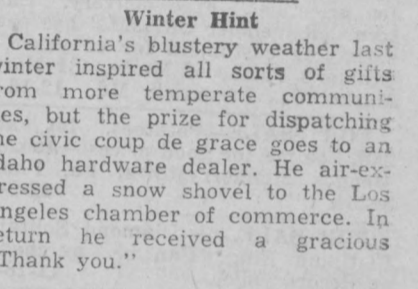 Winter Hint
California's blustery weather last
inter inspired all sorts of gifts
rom more temperate communi-
es, but the prize for dispatching
e civic coup de grace goes to an
daho hardware dealer. He air-ex-
ressed a snow shovel to the Los
ngeles chamber of commerce. In
eturn he received a gracious
Thank you."